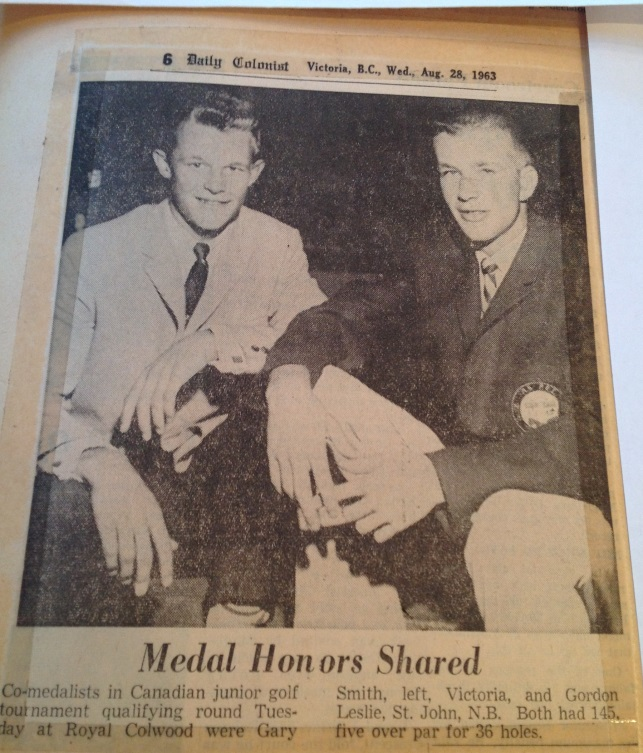 6 Daily Colonist Victoria, B.C., Wed., Aug. 28, 1963
Medal Honors Shared
Co-medalists in Canadian junior golf
tournament qualifying round Tues-
day at Royal Colwood were Gary
Smith, left, Victoria, and Gordon
Leslie, St. John, N.B. Both had 145,
five over par for 36 holes.